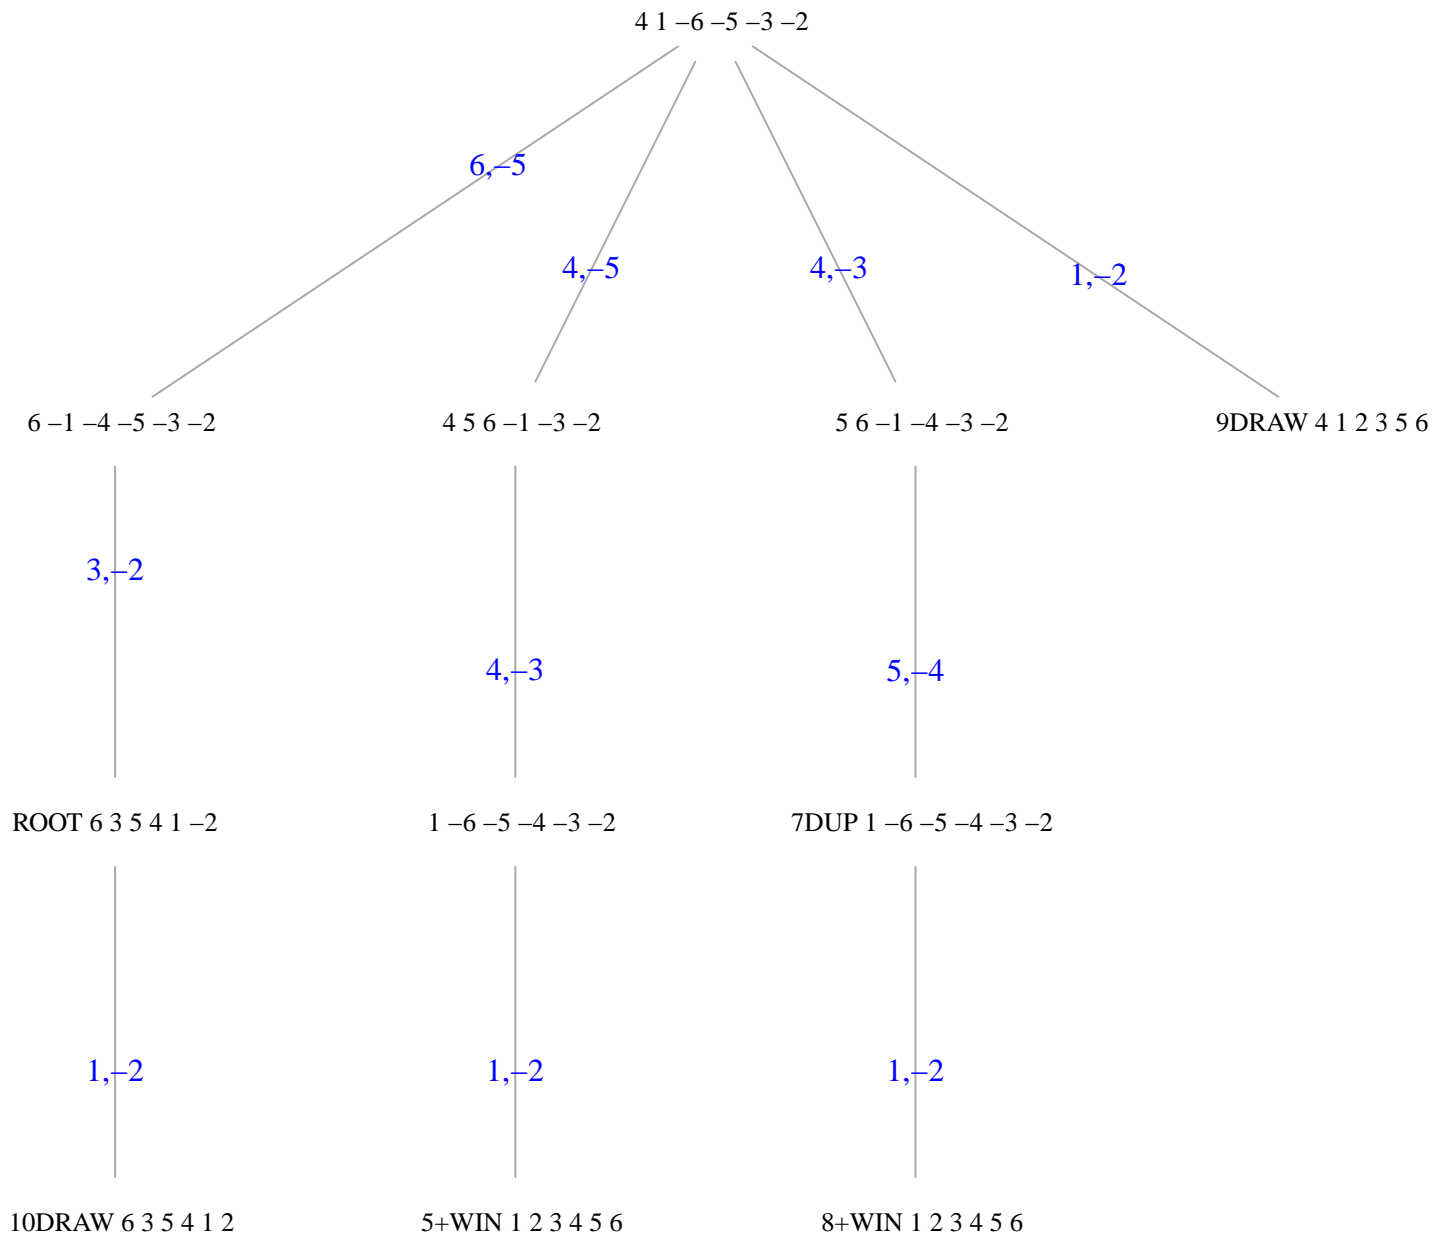 4 1 –6 –5 –3 –2
6,–5
4,–5
4,–3
1,–2
6 –1 –4 –5 –3 –2
4 5 6 –1 –3 –2
5 6 –1 –4 –3 –2
9DRAW 4 1 2 3 5 6
3,–2
4,–3
5,–4
ROOT 6 3 5 4 1 –2
1 –6 –5 –4 –3 –2
7DUP 1 –6 –5 –4 –3 –2
1,–2
1,–2
1,–2
10DRAW 6 3 5 4 1 2
5+WIN 1 2 3 4 5 6
8+WIN 1 2 3 4 5 6